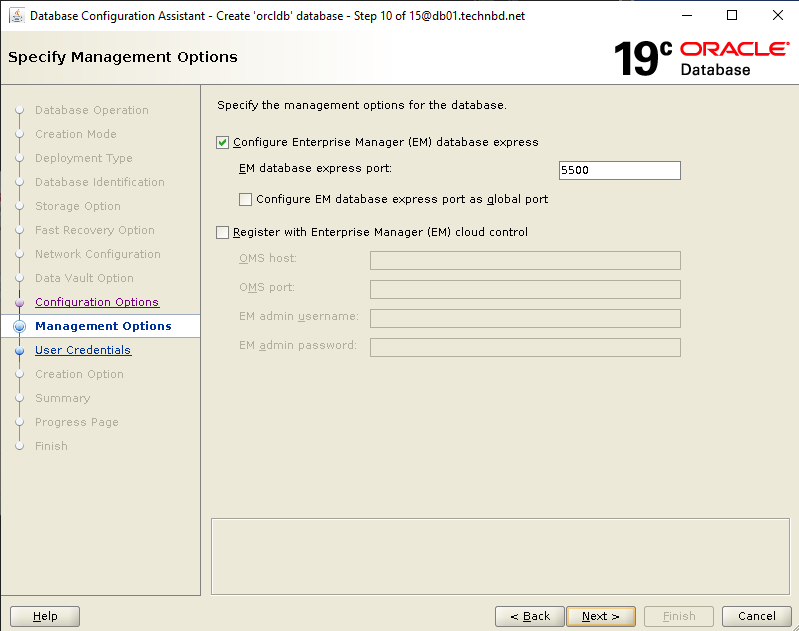 Database Configuration Assistant - Create 'orcldb' database - Step 10 of 15@db01.technbd.net
Specify Management Options
19c ORACLE
Database
Database Operation
Creation Mode
Deployment Type
Database Identification
Storage Option
Fast Recovery Option
Network Configuration
Data Vault Option
Configuration Options
Management Options
User Credentials
Creation Option
Summary
Progress Page
Finish
Specify the management options for the database.
Configure Enterprise Manager (EM) database express
EM database express port: 5500
Configure EM database express port as global port
Register with Enterprise Manager (EM) cloud control
OMS host:
OMS port:
EM admin username:
EM admin password:
Help
< Back
Next >
Finish
Cancel